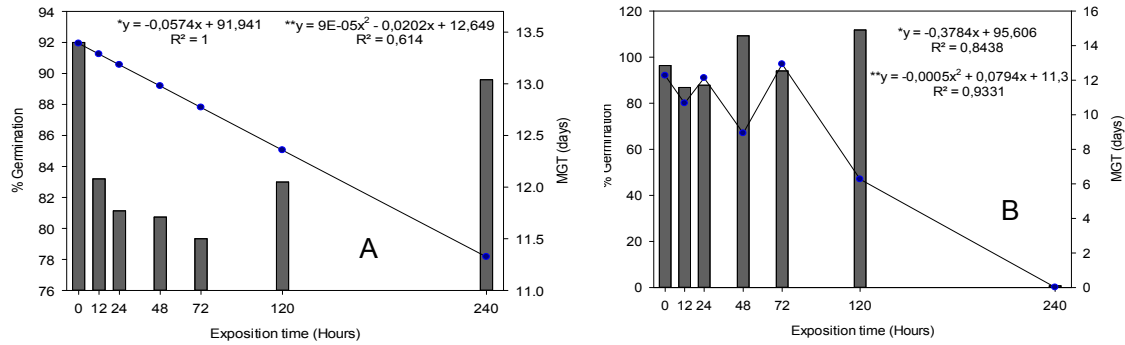 *y = -0,0574x + 91,941
R² = 1
**y = 9E-05x² - 0,0202x + 12,649
R² = 0,614
94
92
90
88
86
84
82
80
78
76
% Germination
13.5
13.0
12.5
12.0
11.5
11.0
MGT (days)
A
0 12 24 48 72 120 240
Exposition time (Hours)
*y = -0,3784x + 95,606
R² = 0,8438
**y = -0,0005x² + 0,0794x + 11,3
R² = 0,9331
120
100
80
60
40
20
0
% Germination
16
14
12
10
8
6
4
2
0
MGT (days)
B
0 12 24 48 72 120 240
Exposition time (Hours)